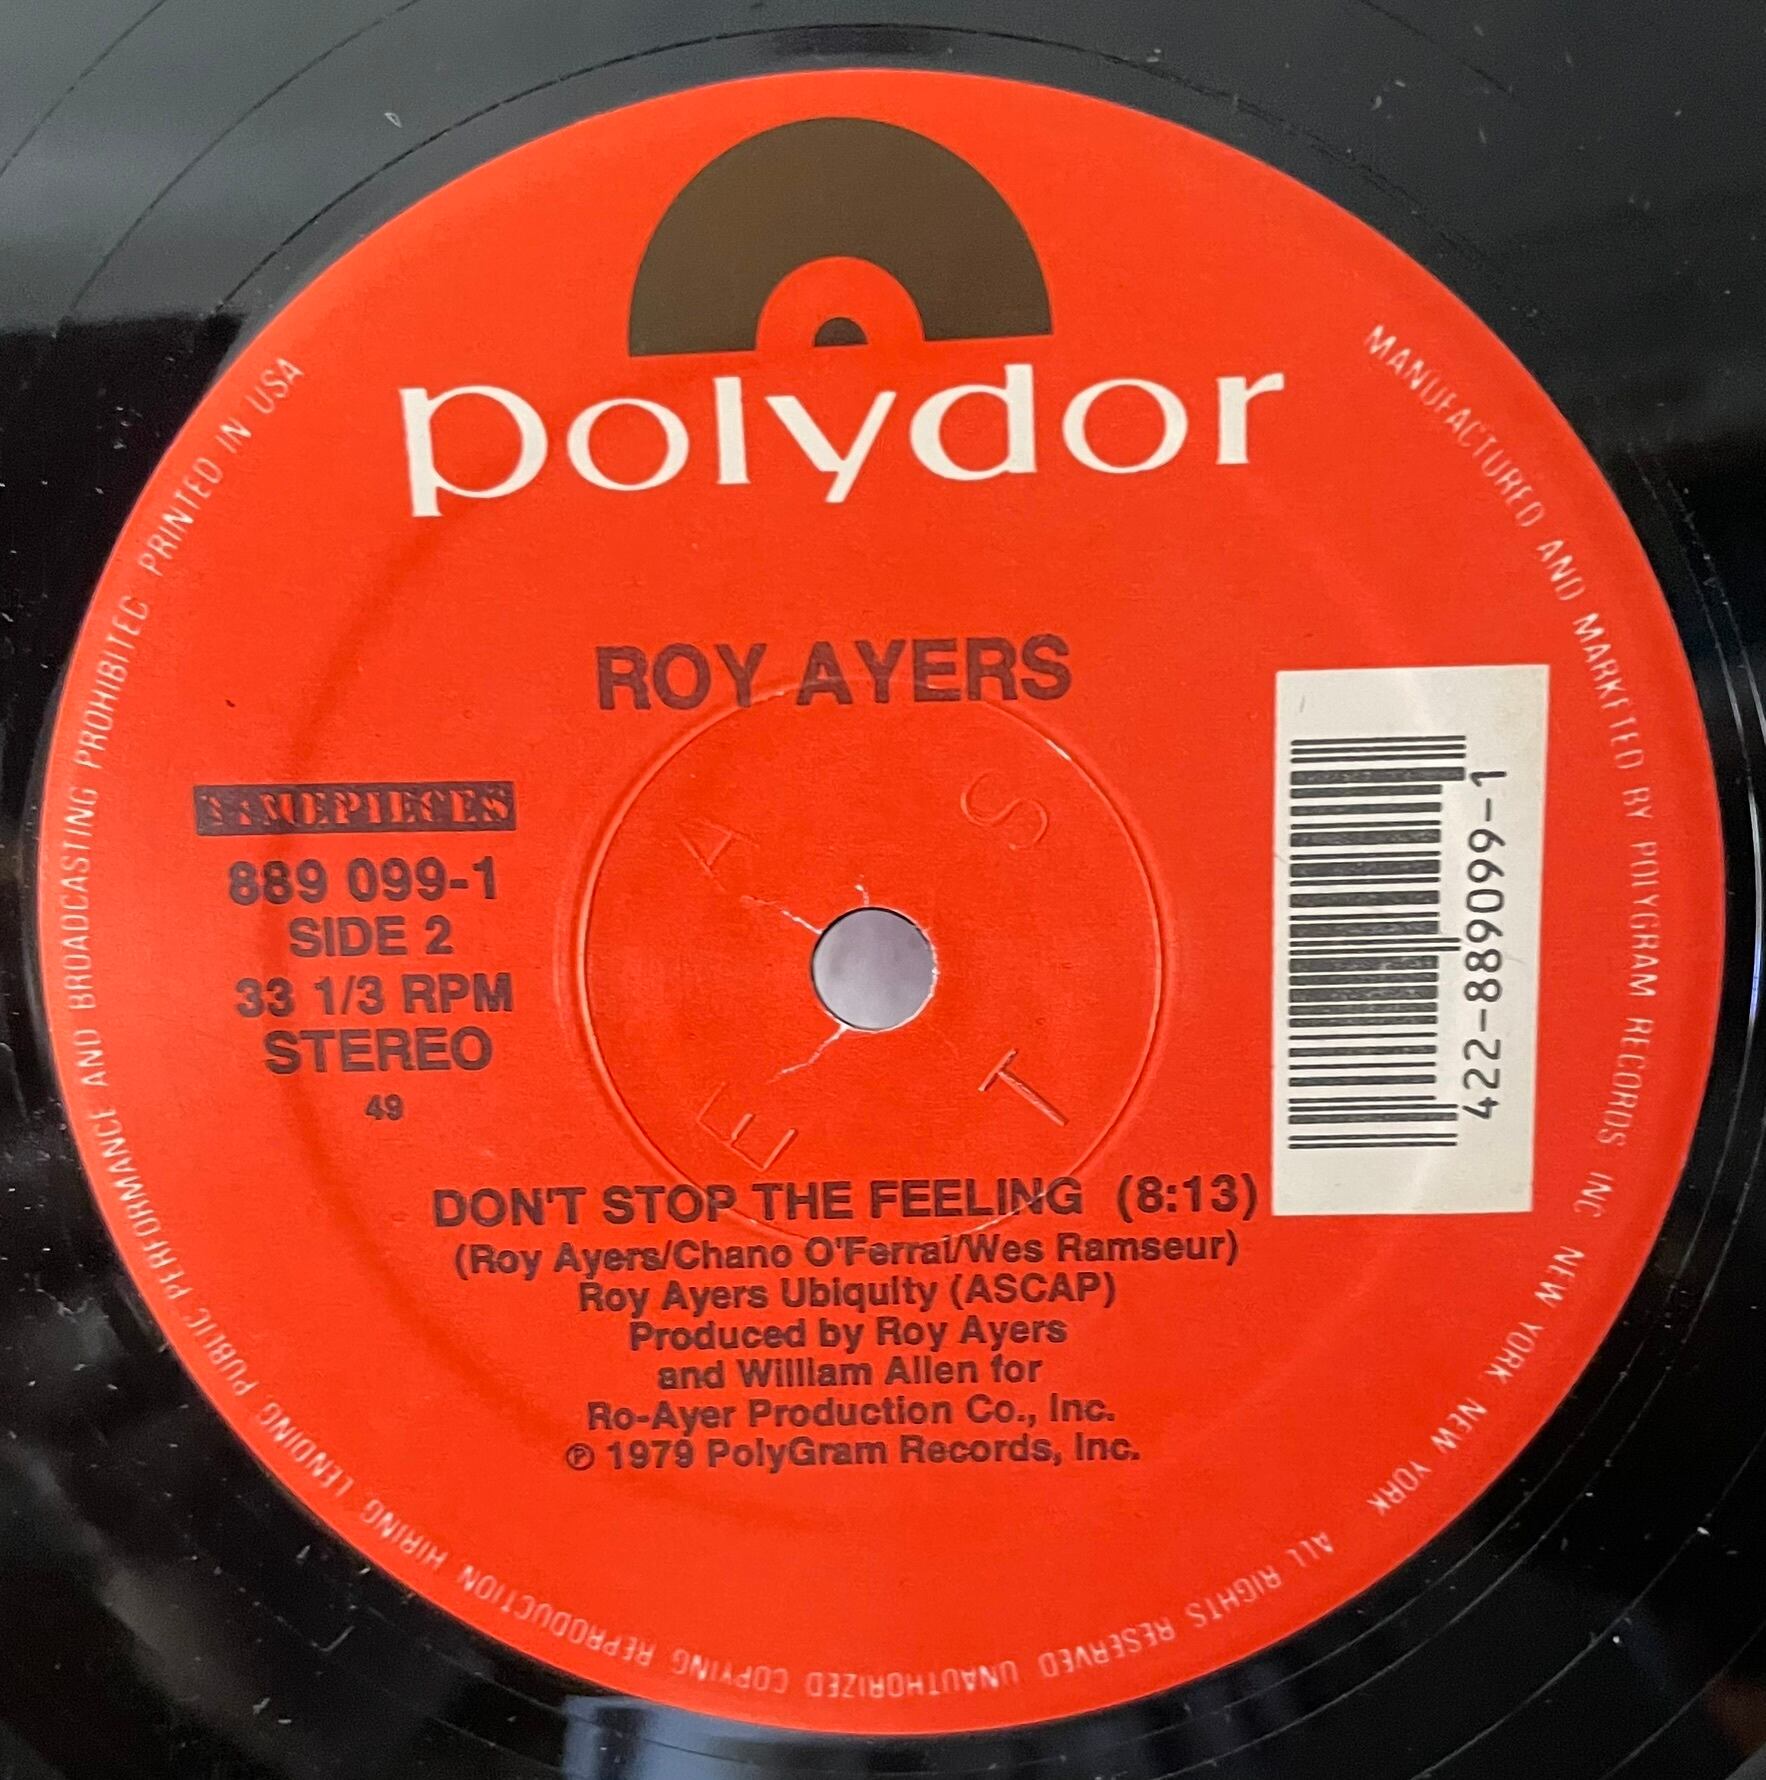 polydor
ROY AYERS
TIMEPIECES
889 099-1
SIDE 2
33 1/3 RPM
STEREO
49
422-889099-1
EAST
DON'T STOP THE FEELING (8:13)
(Roy Ayers/Chano O'Ferral/Wes Ramseur)
Roy Ayers Ubiquity (ASCAP)
Produced by Roy Ayers
and William Allen for
Ro-Ayer Production Co., Inc.
℗ 1979 PolyGram Records, Inc.
MANUFACTURED AND MARKETED BY POLYGRAM RECORDS INC NEW YORK NEW YORK ALL RIGHTS RESERVED UNAUTHORIZED COPYING REPRODUCTION HIRING LENDING PUBLIC PERFORMANCE AND BROADCASTING PROHIBITED PRINTED IN USA